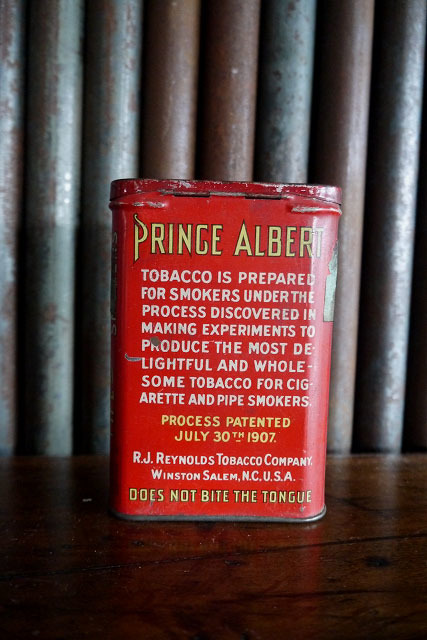 PRINCE ALBERT
TOBACCO IS PREPARED
FOR SMOKERS UNDER THE
PROCESS DISCOVERED IN
MAKING EXPERIMENTS TO
PRODUCE THE MOST DE-
LIGHTFUL AND WHOLE-
SOME TOBACCO FOR CIG-
ARETTE AND PIPE SMOKERS.
PROCESS PATENTED
JULY 30TH 1907.
R.J. REYNOLDS TOBACCO COMPANY,
WINSTON SALEM, N.C. U.S.A.
DOES NOT BITE THE TONGUE